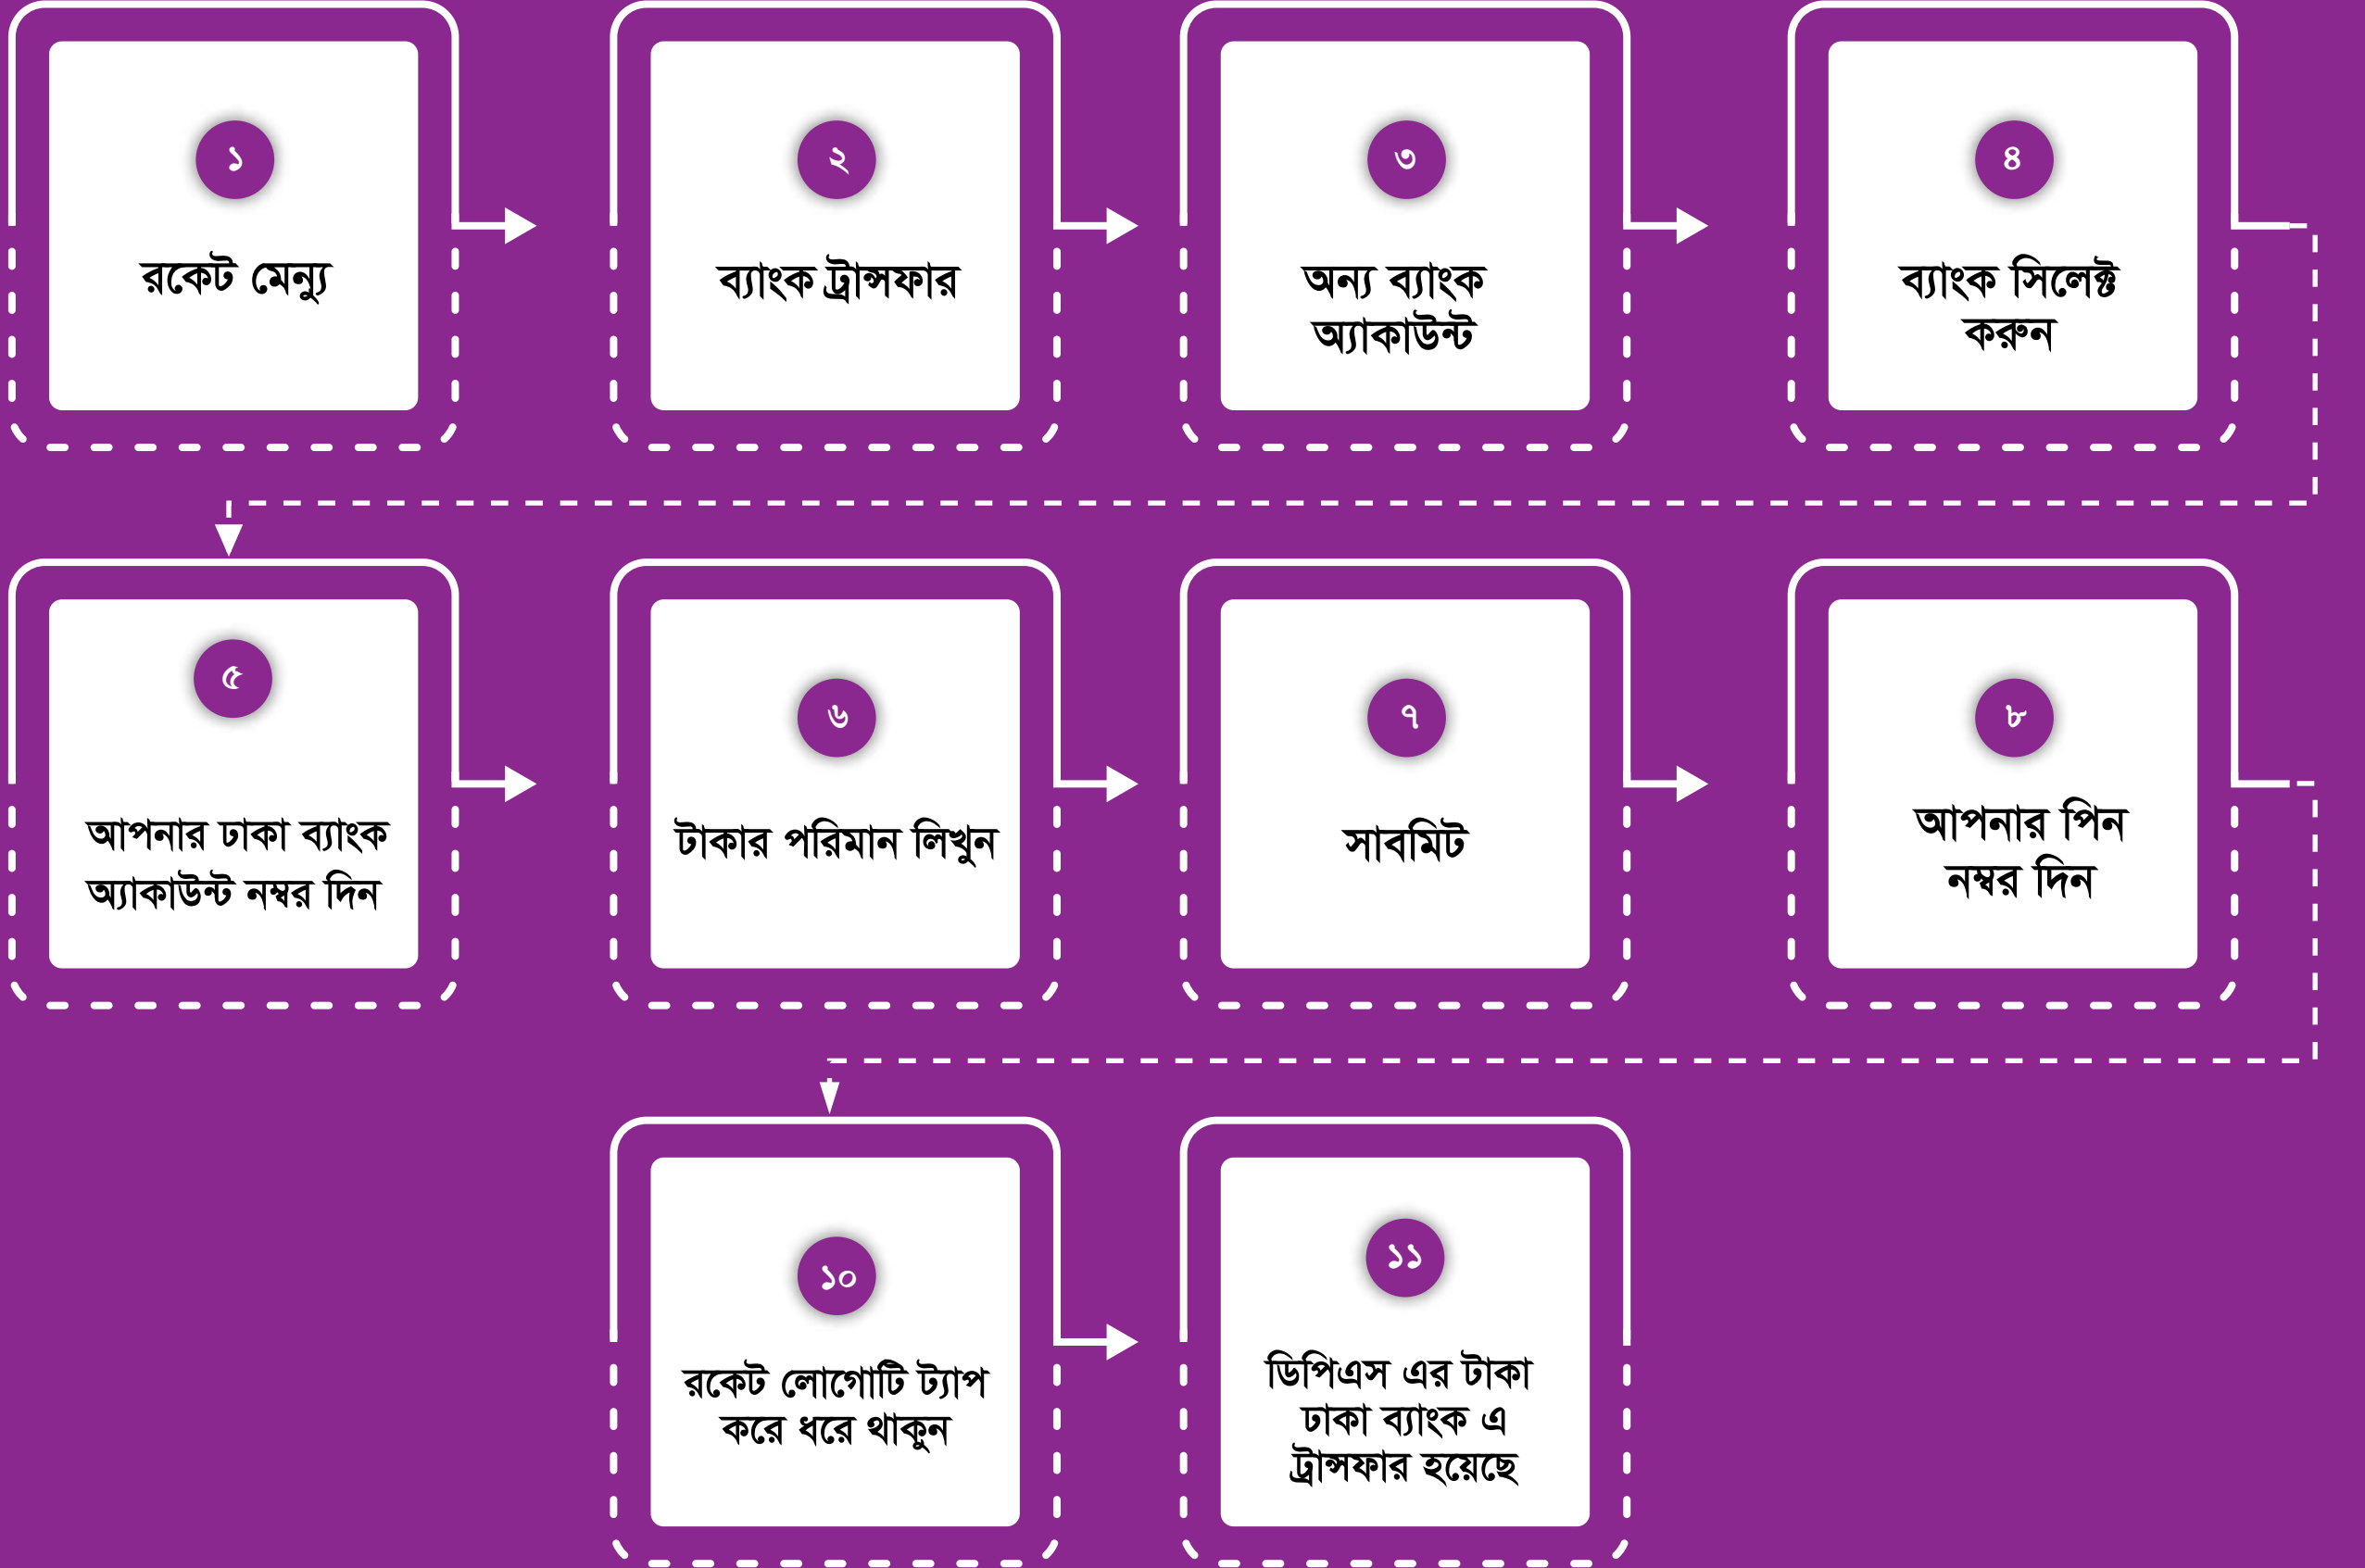 ১
রকেট মেন্যু
২
ব্যাংক ট্রান্সফার
৩
অন্য ব্যাংক
অ্যাকাউন্ট
৪
ব্যাংক সিলেক্ট
করুন
৫
আপনার ঢাকা ব্যাংক
অ্যাকাউন্ট নম্বর দিন
৬
টাকার পরিমান লিখুন
৭
সাবমিট
৮
আপনার পিন
নম্বর দিন
১০
রকেট লোগোটি ট্যাপ
করে ধরে থাকুন
১১
ডিপিএস এর টাকা
ঢাকা ব্যাংক এ
ট্রান্সফার হয়েছে